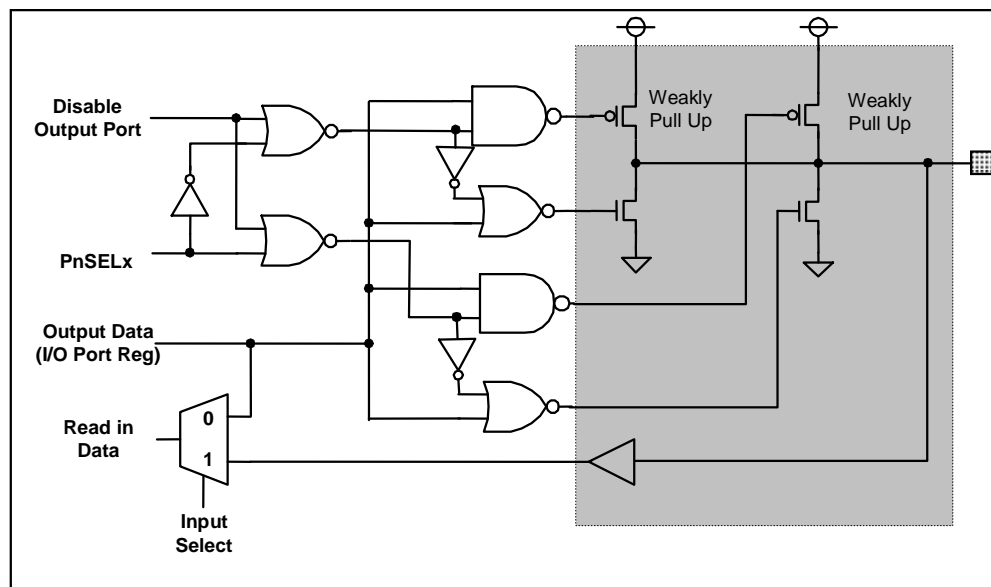 Disable
Output Port
PnSELx
Output Data
(I/O Port Reg)
Read in
Data
0
1
Input
Select
Weakly
Pull Up
Weakly
Pull Up